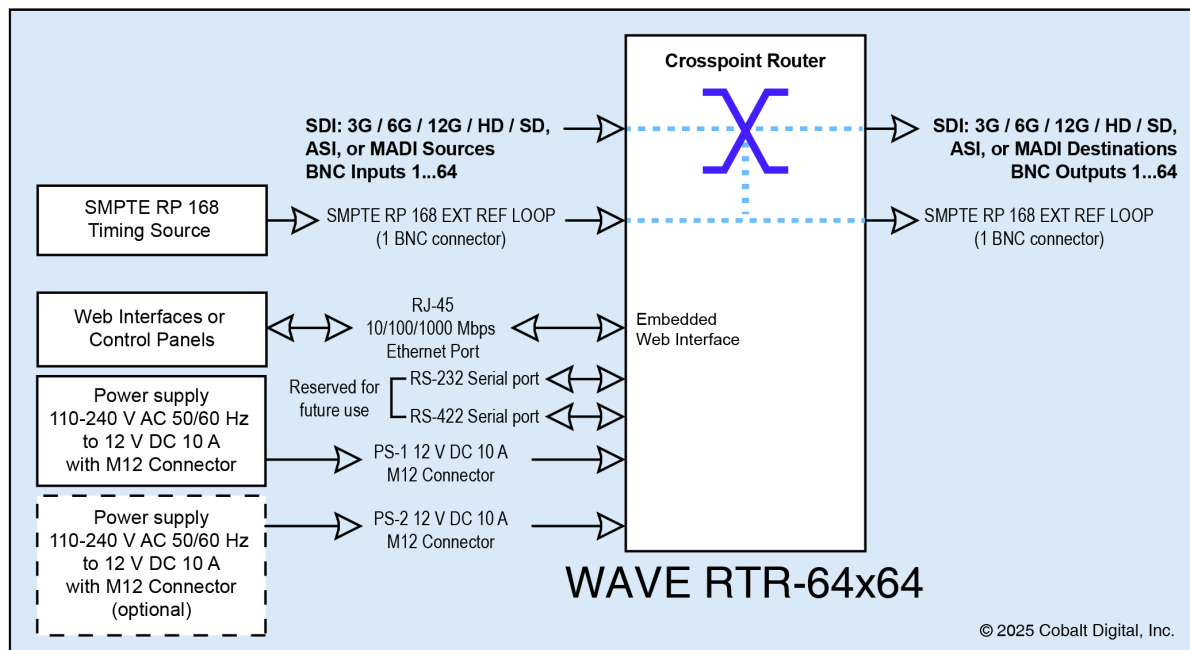 Crosspoint Router
SDI: 3G / 6G / 12G / HD / SD,
ASI, or MADI Sources
BNC Inputs 1...64
SDI: 3G / 6G / 12G / HD / SD,
ASI, or MADI Destinations
BNC Outputs 1...64
SMPTE RP 168
Timing Source
SMPTE RP 168 EXT REF LOOP
(1 BNC connector)
SMPTE RP 168 EXT REF LOOP
(1 BNC connector)
Web Interfaces or
Control Panels
RJ-45
10/100/1000 Mbps
Ethernet Port
Embedded
Web Interface
Reserved for
future use
RS-232 Serial port
RS-422 Serial port
Power supply
110-240 V AC 50/60 Hz
to 12 V DC 10 A
with M12 Connector
PS-1 12 V DC 10 A
M12 Connector
Power supply
110-240 V AC 50/60 Hz
to 12 V DC 10 A
with M12 Connector
(optional)
PS-2 12 V DC 10 A
M12 Connector
WAVE RTR-64x64
© 2025 Cobalt Digital, Inc.